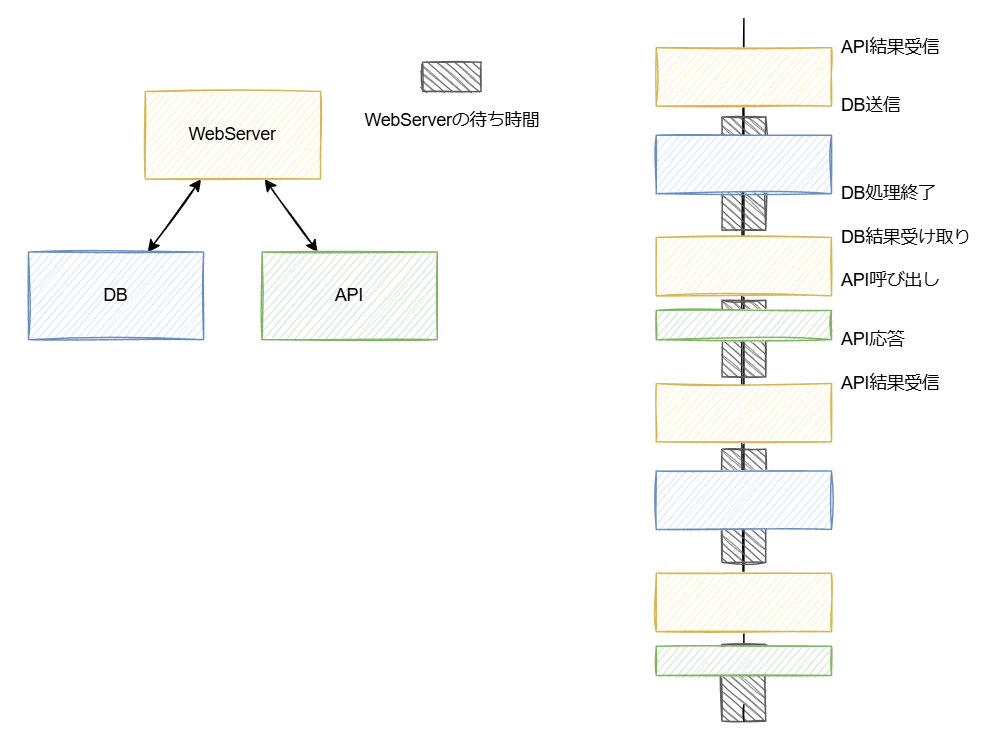 WebServer
WebServerの待ち時間
DB
API
API結果受信
DB送信
DB処理終了
DB結果受け取り
API呼び出し
API応答
API結果受信